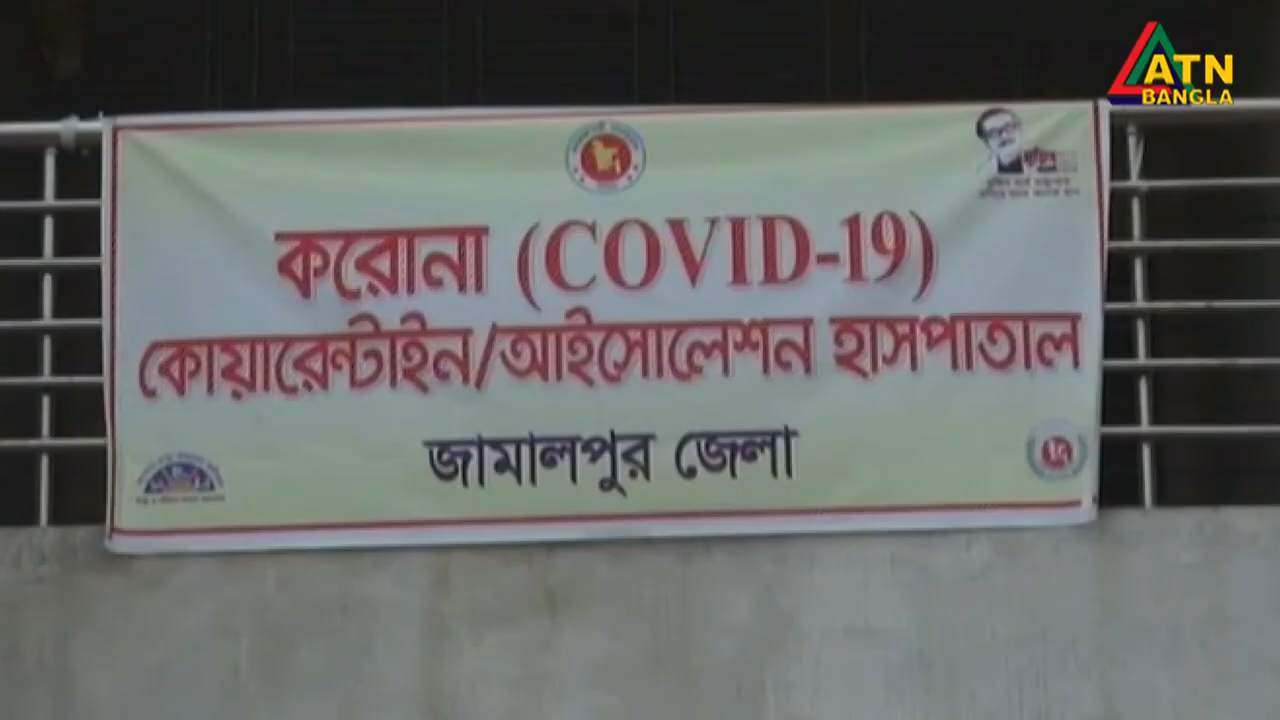 ATN
BANGLA
করোনা (COVID-19)
কোয়ারেন্টাইন/আইসোলেশন হাসপাতাল
জামালপুর জেলা